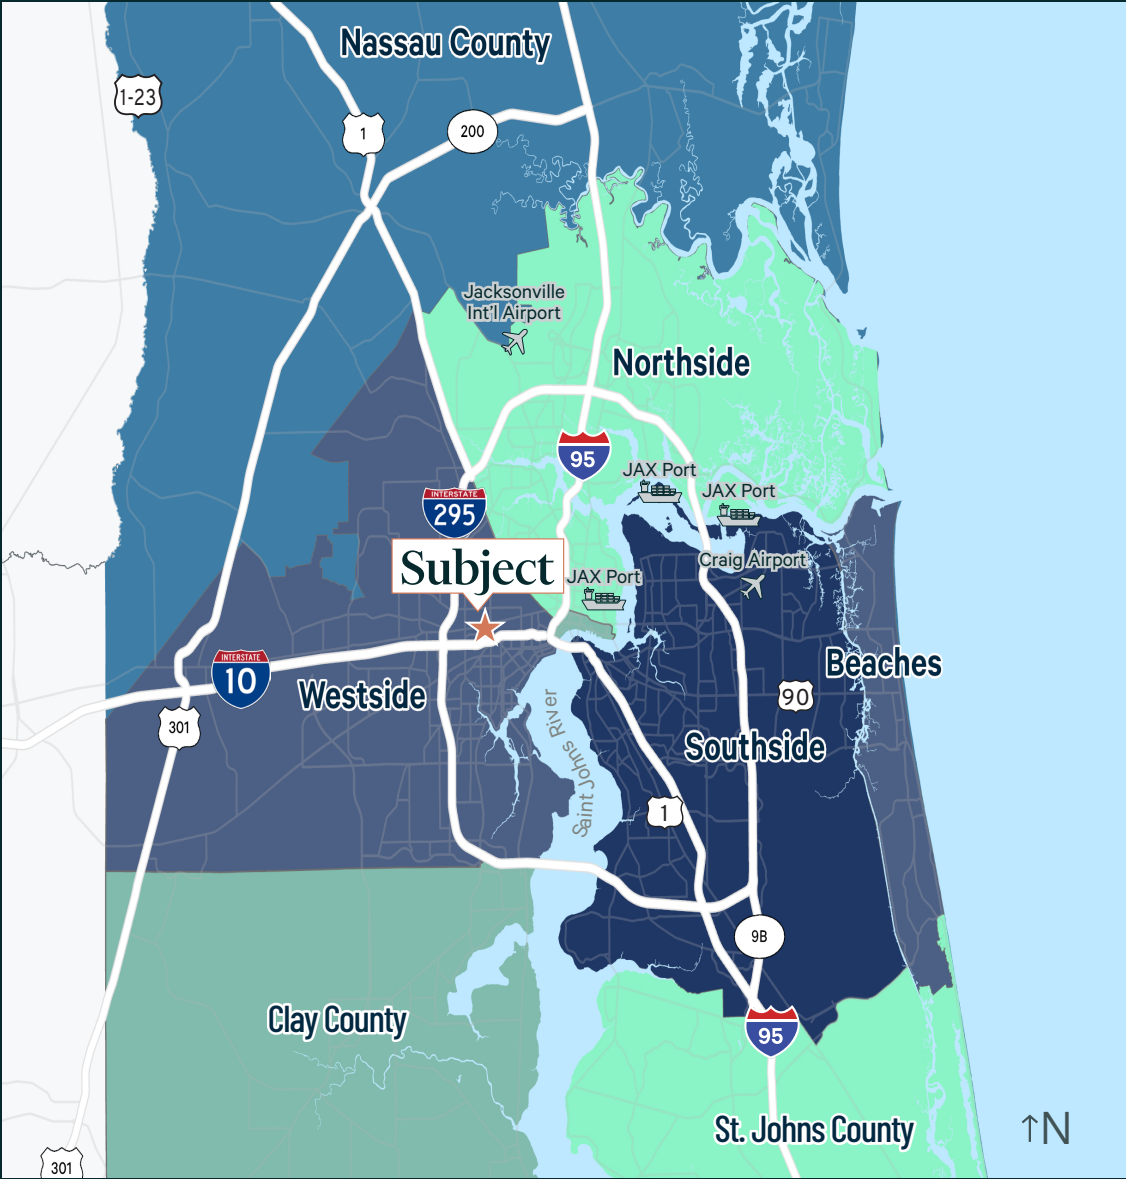 Nassau County
1-23
1
200
Jacksonville
Int'l Airport
Northside
95
JAX Port
JAX Port
INTERSTATE
295
Subject
Craig Airport
JAX Port
INTERSTATE
10
Westside
Beaches
90
301
Saint Johns River
Southside
1
9B
Clay County
95
St. Johns County
↑N
301